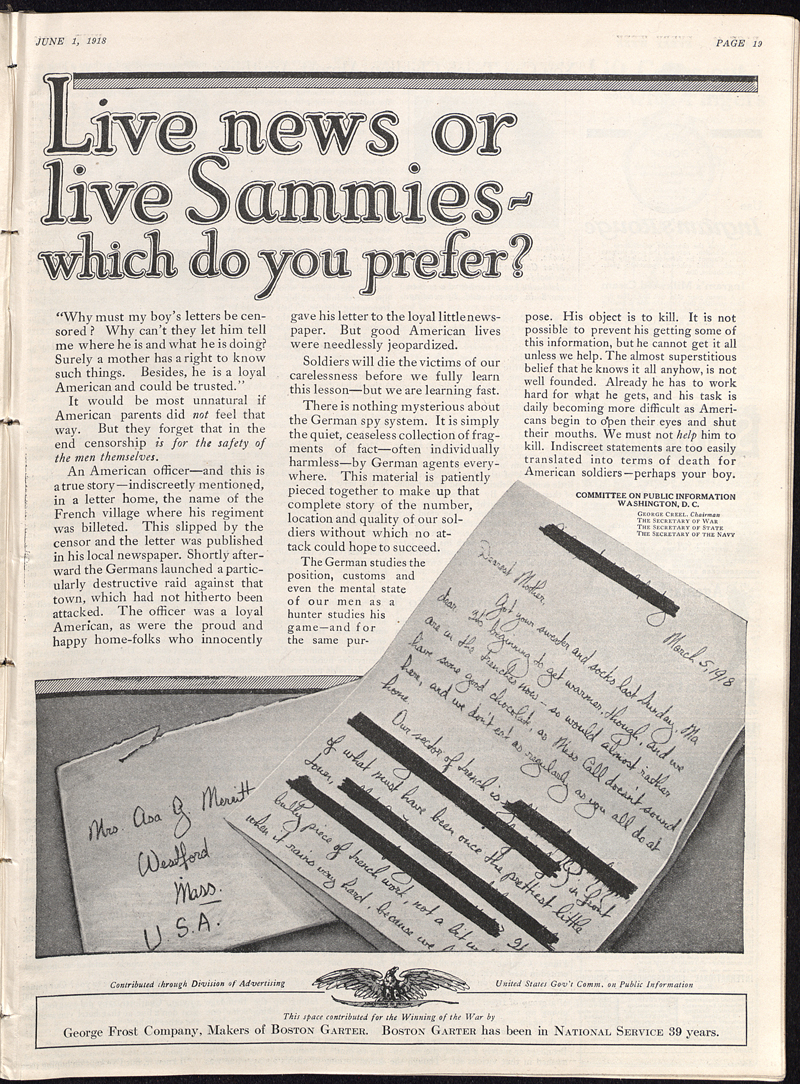 JUNE 1, 1918
PAGE 19
Live news or
live Sammies-
which do you prefer?
"Why must my boy's letters be cen-
sored? Why can't they let him tell
me where he is and what he is doing?
Surely a mother has a right to know
such things. Besides, he is a loyal
American and could be trusted."
It would be most unnatural if
American parents did not feel that
way. But they forget that in the
end censorship is for the safety of
the men themselves.
An American officer—and this is
a true story—indiscreetly mentioned,
in a letter home, the name of the
French village where his regiment
was billeted. This slipped by the
censor and the letter was published
in his local newspaper. Shortly after-
ward the Germans launched a partic-
ularly destructive raid against that
town, which had not hitherto been
attacked. The officer was a loyal
American, as were the proud and
happy home-folks who innocently
gave his letter to the loyal little news-
paper. But good American lives
were needlessly jeopardized.
Soldiers will die the victims of our
carelessness before we fully learn
this lesson—but we are learning fast.
There is nothing mysterious about
the German spy system. It is simply
the quiet, ceaseless collection of frag-
ments of fact—often individually
harmless—by German agents every-
where. This material is patiently
pieced together to make up that
complete story of the number,
location and quality of our sol-
diers without which no at-
tack could hope to succeed.
The German studies the
position, customs and
even the mental state
of our men as a
hunter studies his
game—and for
the same pur-
pose. His object is to kill. It is not
possible to prevent his getting some of
this information, but he cannot get it all
unless we help. The almost superstitious
belief that he knows it all anyhow, is not
well founded. Already he has to work
hard for what he gets, and his task is
daily becoming more difficult as Ameri-
cans begin to open their eyes and shut
their mouths. We must not help him to
kill. Indiscreet statements are too easily
translated into terms of death for
American soldiers—perhaps your boy.
COMMITTEE ON PUBLIC INFORMATION
WASHINGTON, D. C.
GEORGE CREEL, Chairman
THE SECRETARY OF WAR
THE SECRETARY OF STATE
THE SECRETARY OF THE NAVY
March 5, 1918
Dearest Mother,
Got your sweater and socks last Sunday, Ma
dear. It's beginning to get warmer, though, and we
are in the trenches now - so would almost rather
have some good chocolate, as Miss Call doesn't sound
here, and we don't eat as regularly as you all do at
home.
Our sector of trench is
in front
of what must have been once the prettiest little
town,
It
bully piece of trench work, not a bit
when it rains very hard, because we
Mrs. Asa G Merritt
Westford
Mass.
U.S.A.
Contributed through Division of Advertising
United States Gov't Comm. on Public Information
This space contributed for the Winning of the War by
George Frost Company, Makers of BOSTON GARTER. BOSTON GARTER has been in NATIONAL SERVICE 39 years.